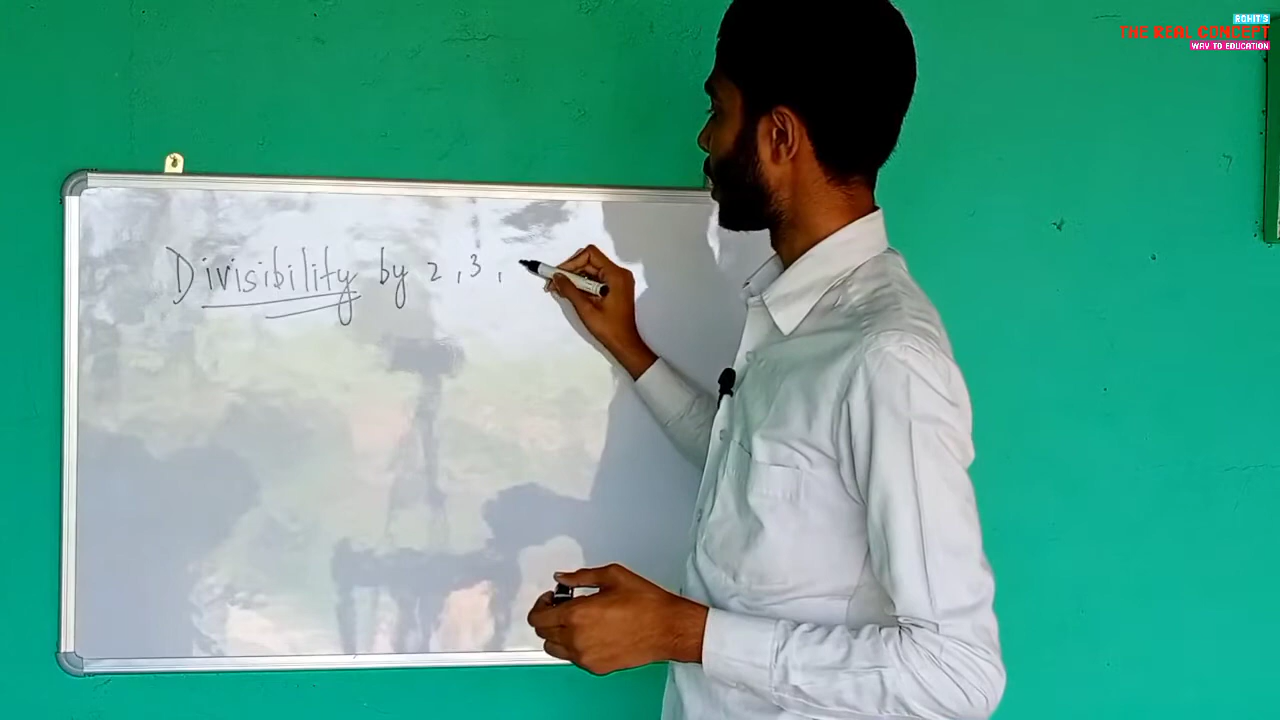 ROHIT'S
THE REAL CONCEPT
WAY TO EDUCATION
Divisibility by 2, 3,